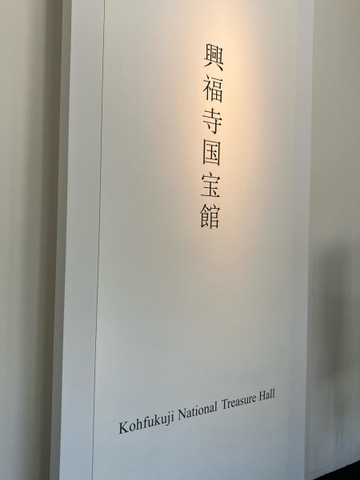 興福寺国宝館
Kohfukuji National Treasure Hall